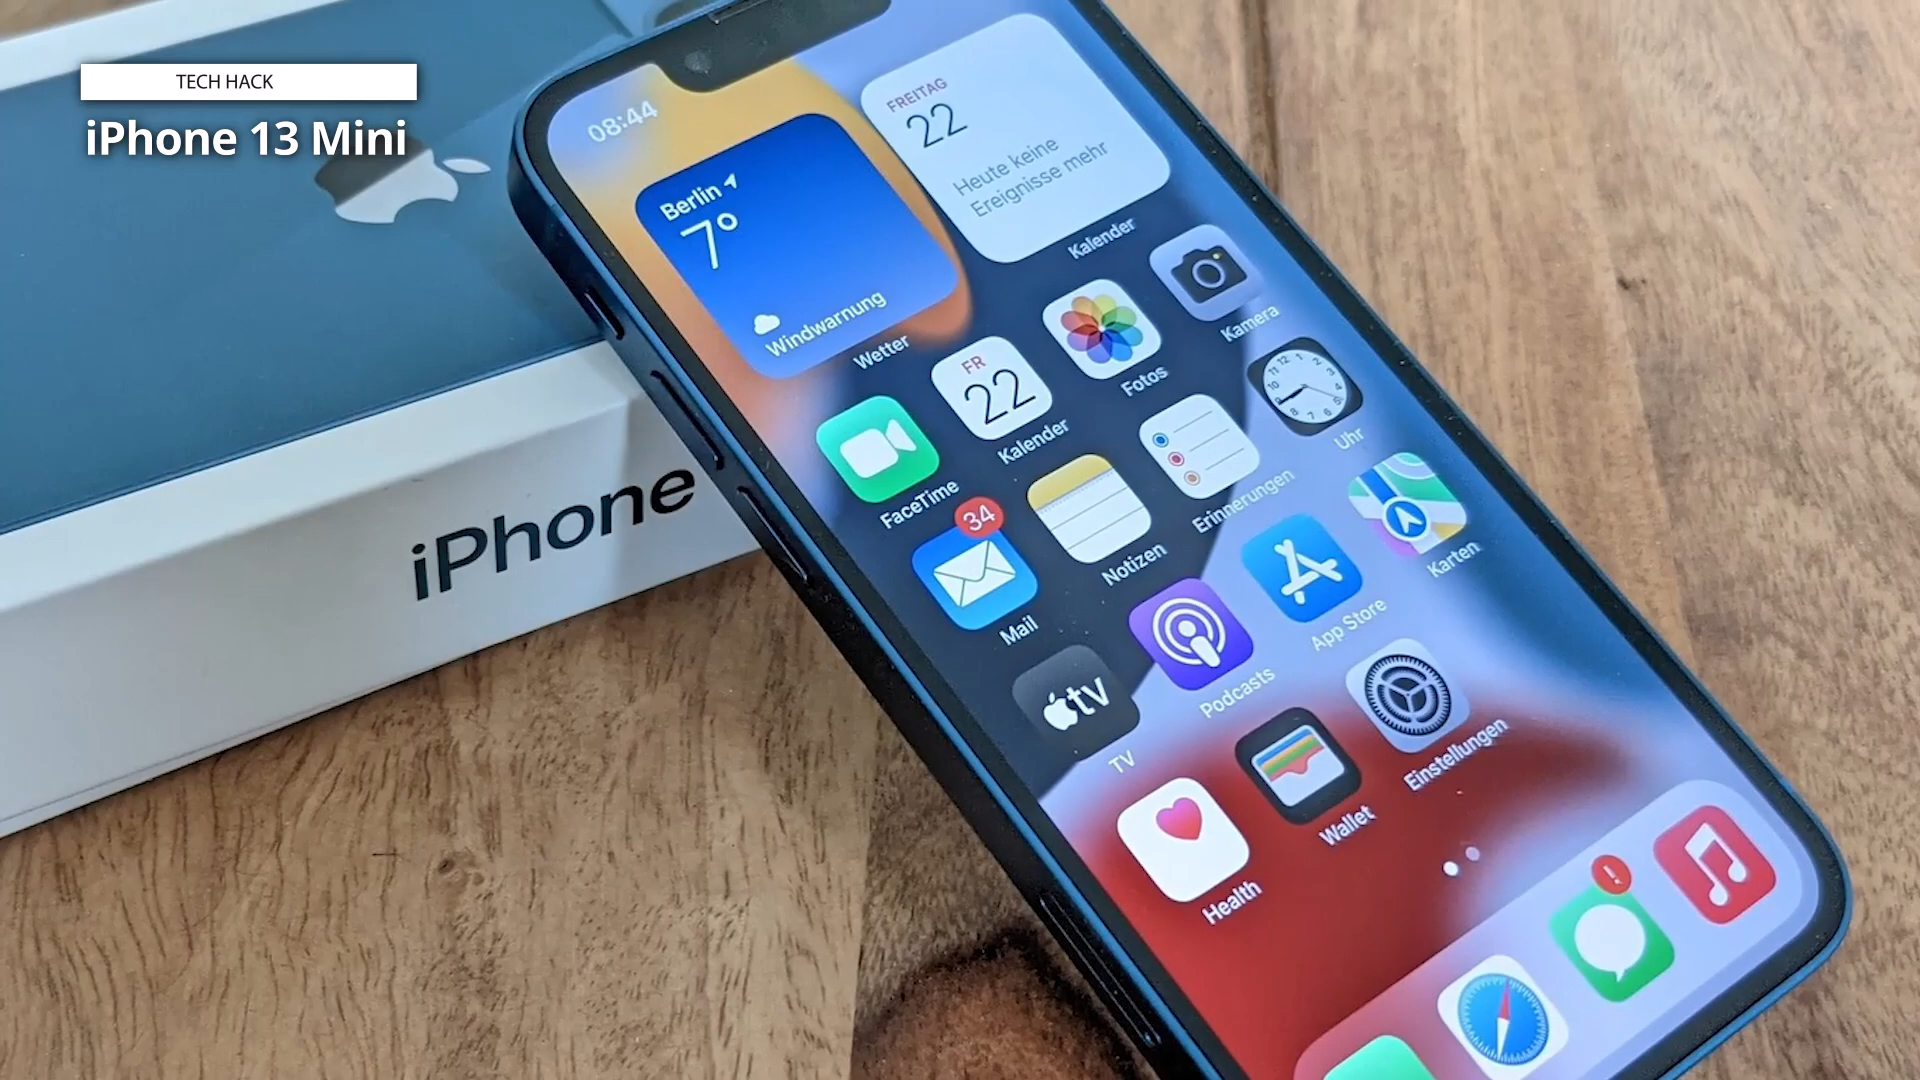 TECH HACK
iPhone 13 Mini
iPhone
08:44
Berlin
7°
Windwarnung
Wetter
FREITAG
22
Heute keine
Ereignisse mehr
Kalender
FaceTime
FR
22
Kalender
Fotos
Kamera
34
Mail
Notizen
Erinnerungen
Uhr
tv
TV
Podcasts
App Store
Karten
Health
Wallet
Einstellungen
!